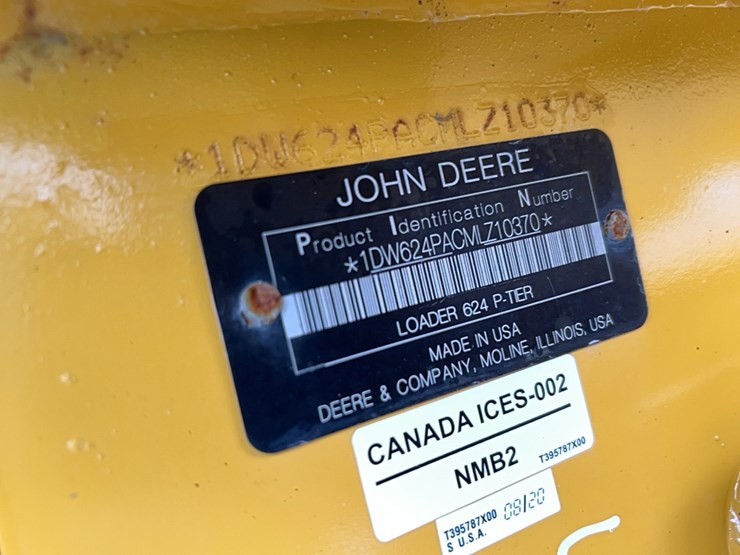 *1DW624PACMLZ10370*
JOHN DEERE
Product Identification Number
*1DW624PACMLZ10370*
LOADER 624 P-TIER
MADE IN USA
DEERE & COMPANY, MOLINE, ILLINOIS, USA
CANADA ICES-002
NMB2 T395787X00
T395787X00 08/20
S U.S.A.